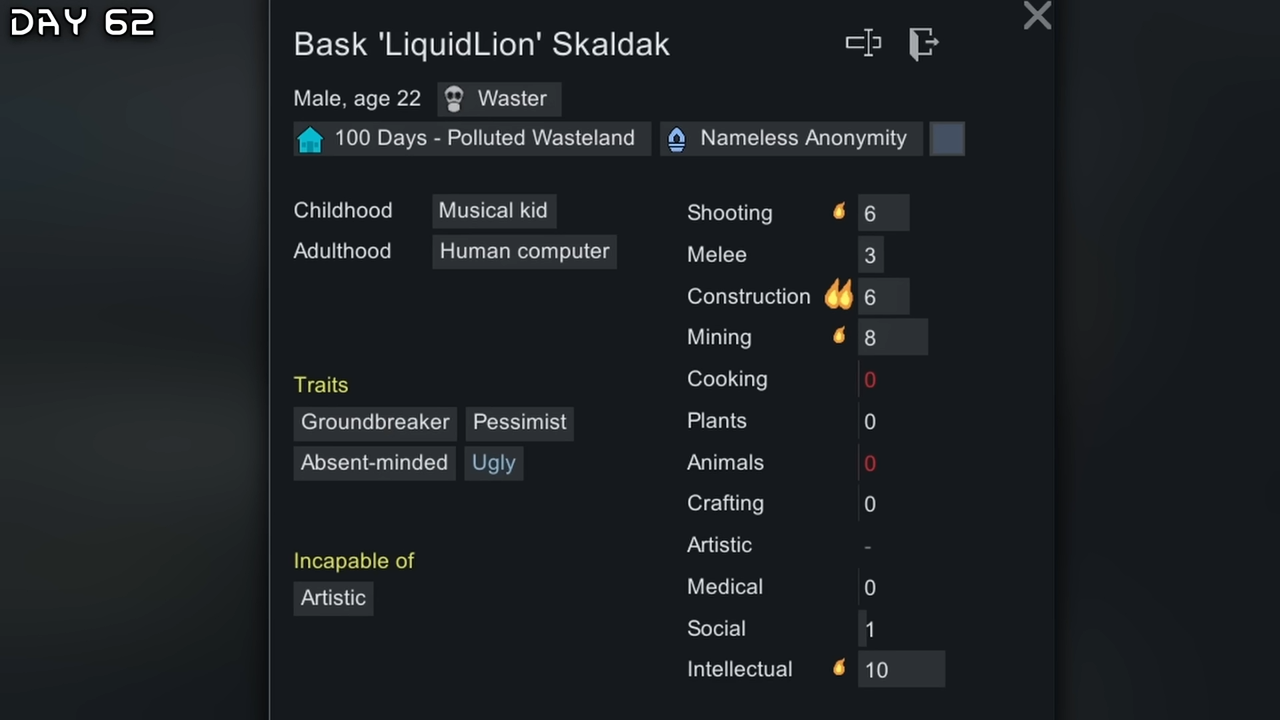 DAY 62
Bask 'LiquidLion' Skaldak
Male, age 22 Waster
100 Days - Polluted Wasteland Nameless Anonymity
Childhood Musical kid
Adulthood Human computer
Traits
Groundbreaker Pessimist
Absent-minded Ugly
Incapable of
Artistic
Shooting 6
Melee 3
Construction 6
Mining 8
Cooking 0
Plants 0
Animals 0
Crafting 0
Artistic -
Medical 0
Social 1
Intellectual 10